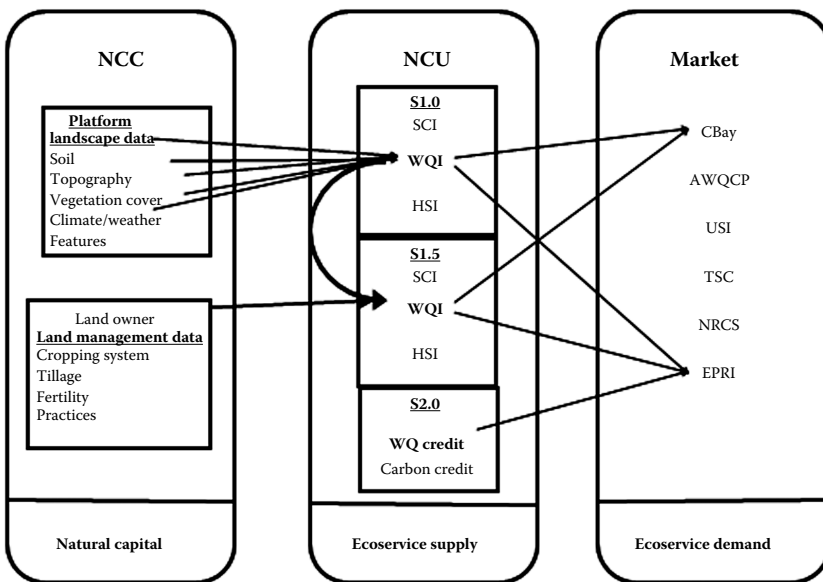 NCC
Platform
landscape data
Soil
Topography
Vegetation cover
Climate/weather
Features
Land owner
Land management data
Cropping system
Tillage
Fertility
Practices
Natural capital
NCU
S1.0
SCI
WQI
HSI
S1.5
SCI
WQI
HSI
S2.0
WQ credit
Carbon credit
Ecoservice supply
Market
CBay
AWQCP
USI
TSC
NRCS
EPRI
Ecoservice demand